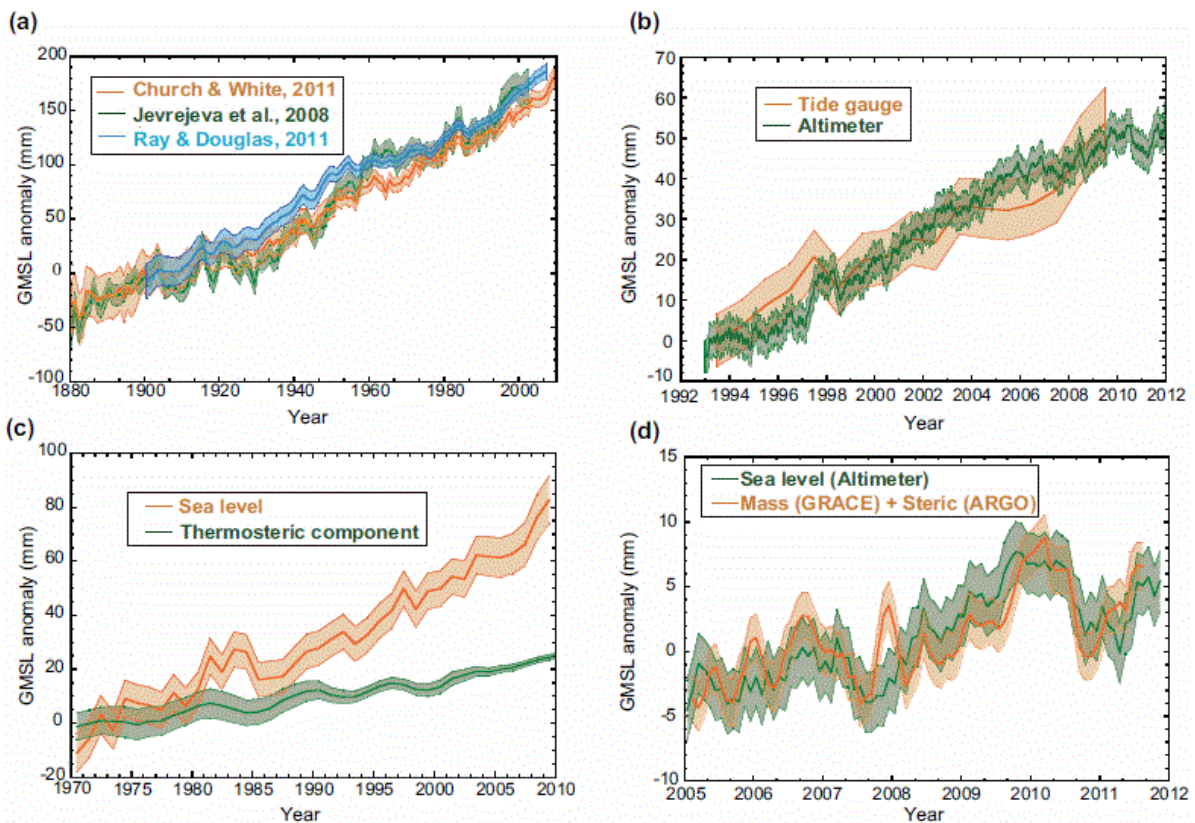 (a)
200
150
100
50
0
-50
-100
GMSL anomaly (mm)
Church & White, 2011
Jevrejeva et al., 2008
Ray & Douglas, 2011
1880 1900 1920 1940 1960 1980 2000
Year
(b)
70
60
50
40
30
20
10
0
-10
GMSL anomaly (mm)
Tide gauge
Altimeter
1992 1994 1996 1998 2000 2002 2004 2006 2008 2010 2012
Year
(c)
100
80
60
40
20
0
-20
GMSL anomaly (mm)
Sea level
Thermosteric component
1970 1975 1980 1985 1990 1995 2000 2005 2010
Year
(d)
15
10
5
0
-5
-10
GMSL anomaly (mm)
Sea level (Altimeter)
Mass (GRACE) + Steric (ARGO)
2005 2006 2007 2008 2009 2010 2011 2012
Year